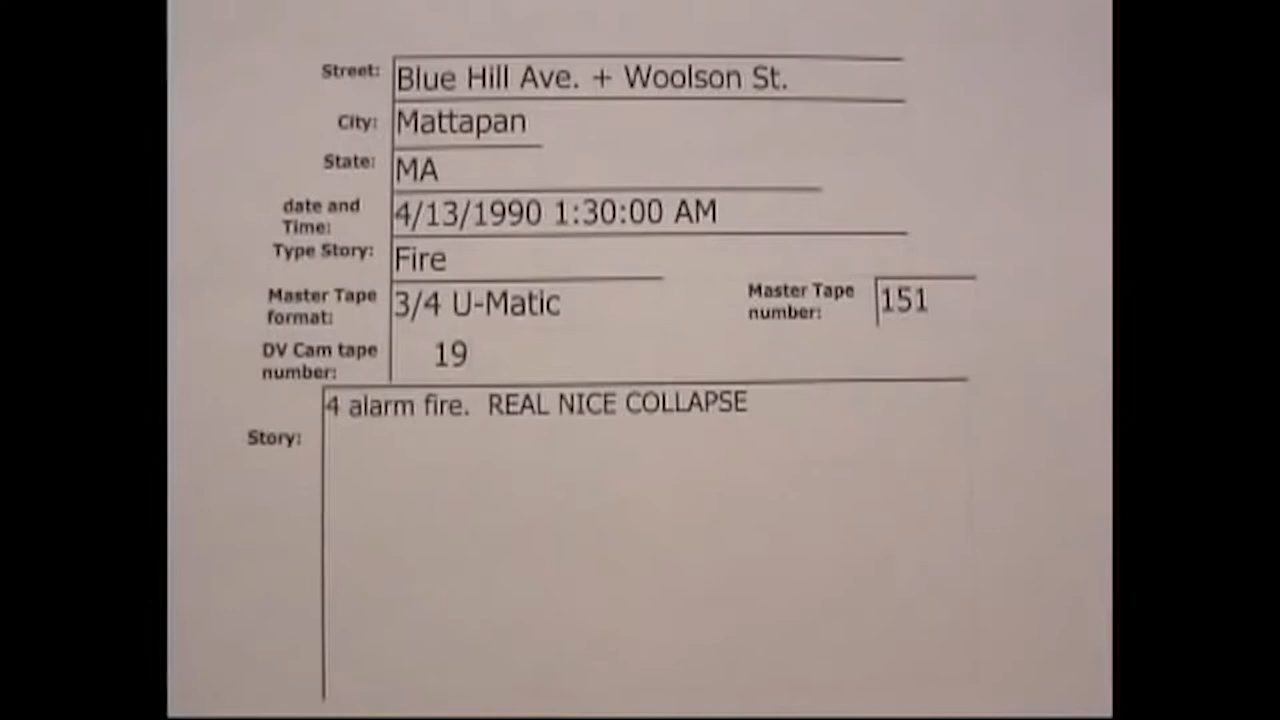 Street: Blue Hill Ave. + Woolson St.
City: Mattapan
State: MA
date and Time: 4/13/1990 1:30:00 AM
Type Story: Fire
Master Tape format: 3/4 U-Matic Master Tape number: 151
DV Cam tape number: 19
Story: 4 alarm fire. REAL NICE COLLAPSE